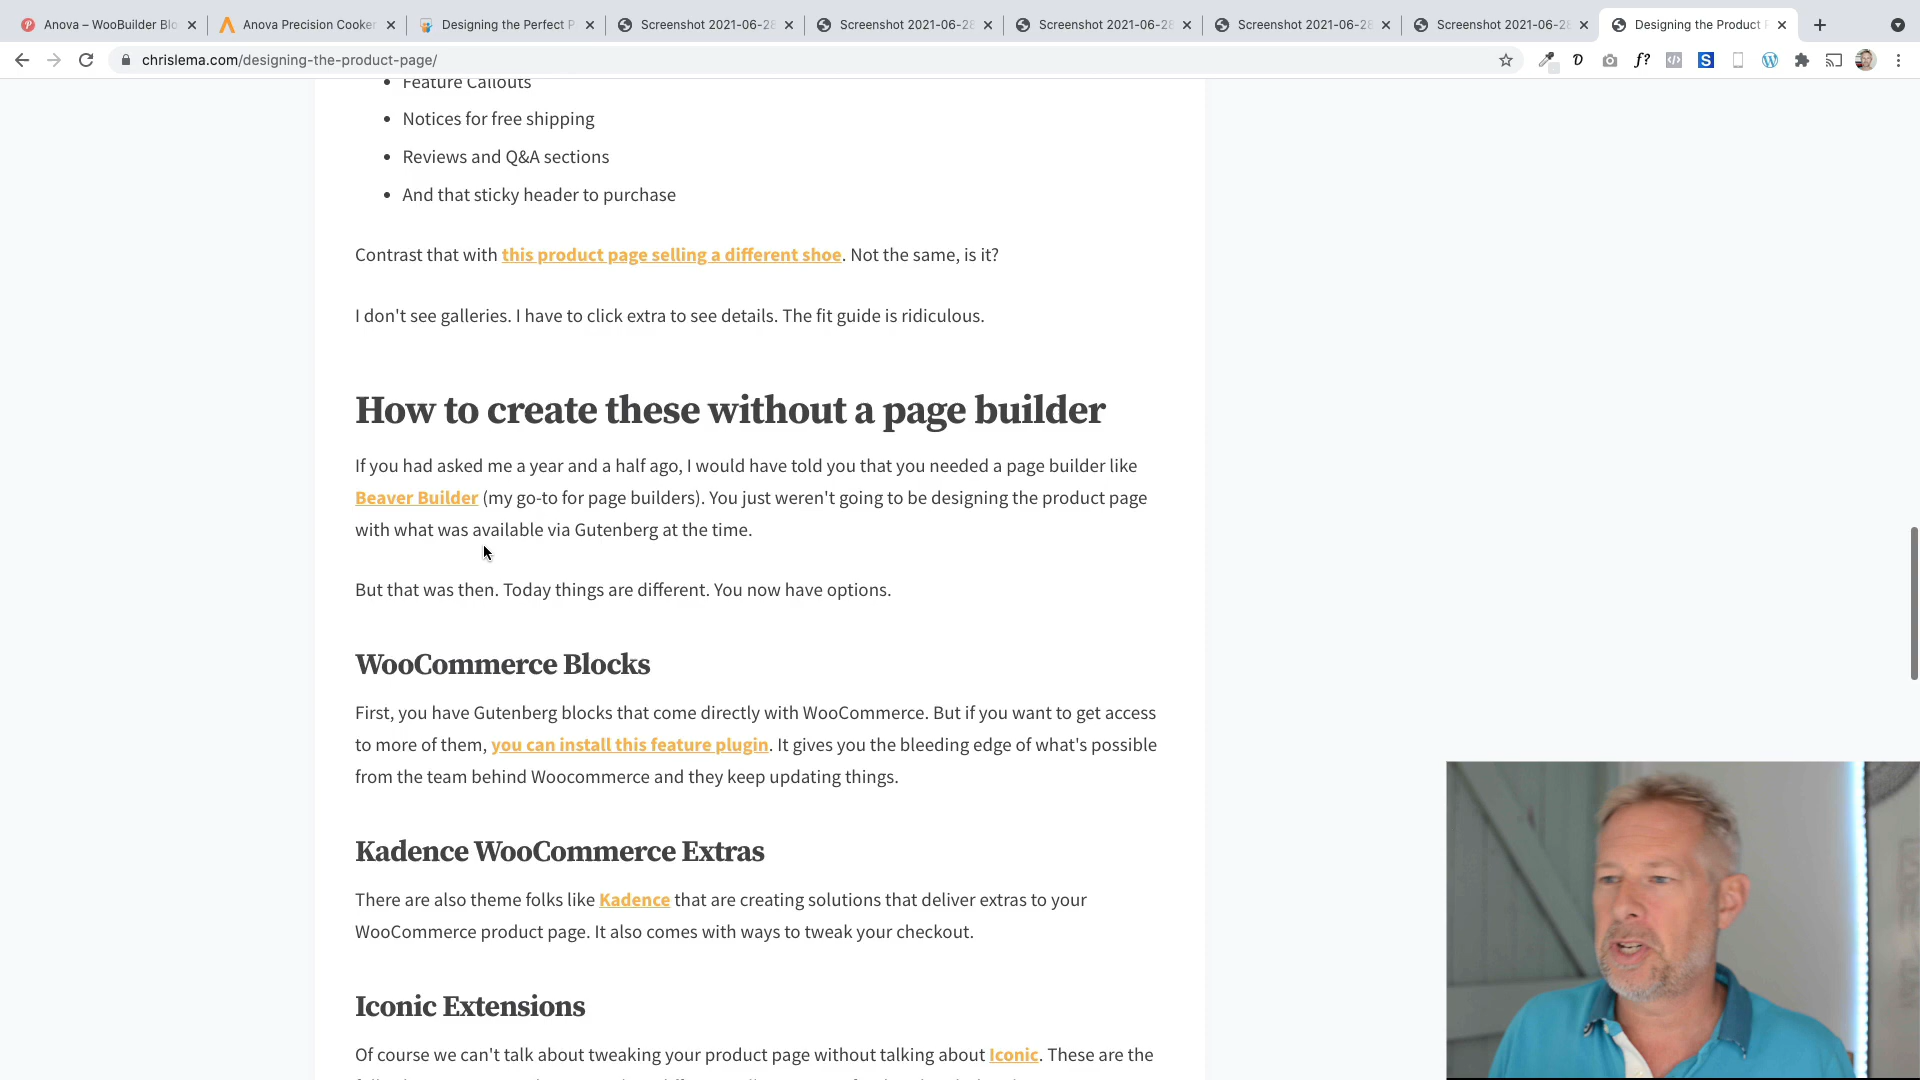 Anova – WooBuilder Blo
Anova Precision Cooker
Designing the Perfect P
Screenshot 2021-06-28
Screenshot 2021-06-28
Screenshot 2021-06-28
Screenshot 2021-06-28
Screenshot 2021-06-28
Designing the Product P
chrislema.com/designing-the-product-page/
Feature Callouts
Notices for free shipping
Reviews and Q&A sections
And that sticky header to purchase
Contrast that with this product page selling a different shoe. Not the same, is it?
I don't see galleries. I have to click extra to see details. The fit guide is ridiculous.
How to create these without a page builder
If you had asked me a year and a half ago, I would have told you that you needed a page builder like
Beaver Builder (my go-to for page builders). You just weren't going to be designing the product page
with what was available via Gutenberg at the time.
But that was then. Today things are different. You now have options.
WooCommerce Blocks
First, you have Gutenberg blocks that come directly with WooCommerce. But if you want to get access
to more of them, you can install this feature plugin. It gives you the bleeding edge of what's possible
from the team behind Woocommerce and they keep updating things.
Kadence WooCommerce Extras
There are also theme folks like Kadence that are creating solutions that deliver extras to your
WooCommerce product page. It also comes with ways to tweak your checkout.
Iconic Extensions
Of course we can't talk about tweaking your product page without talking about Iconic. These are the